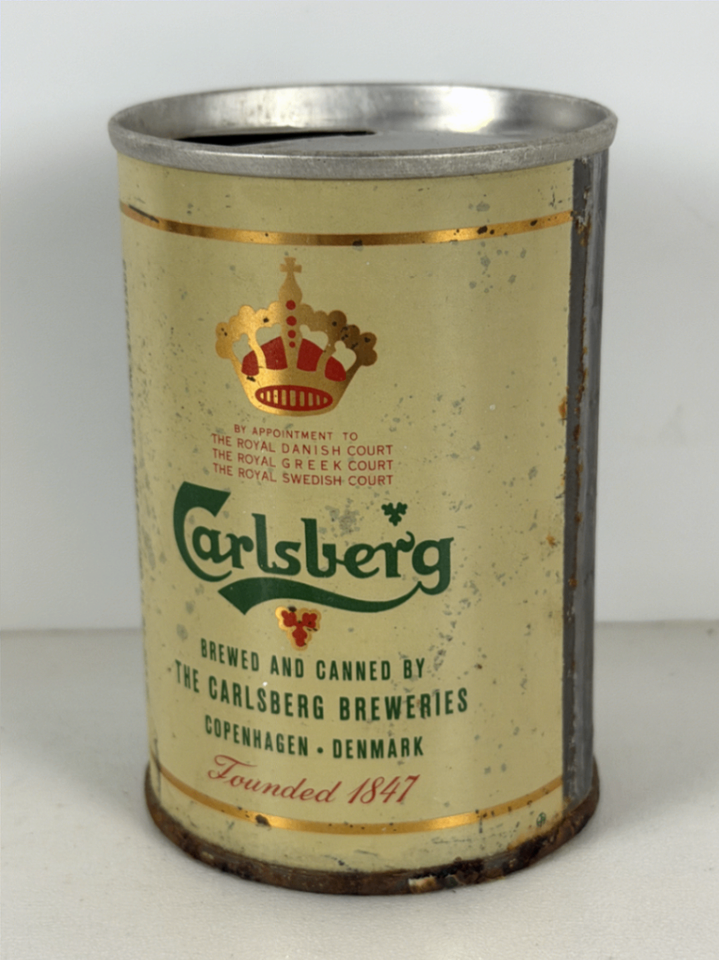 BY APPOINTMENT TO
THE ROYAL DANISH COURT
THE ROYAL GREEK COURT
THE ROYAL SWEDISH COURT
Carlsberg
BREWED AND CANNED BY
THE CARLSBERG BREWERIES
COPENHAGEN • DENMARK
Founded 1847